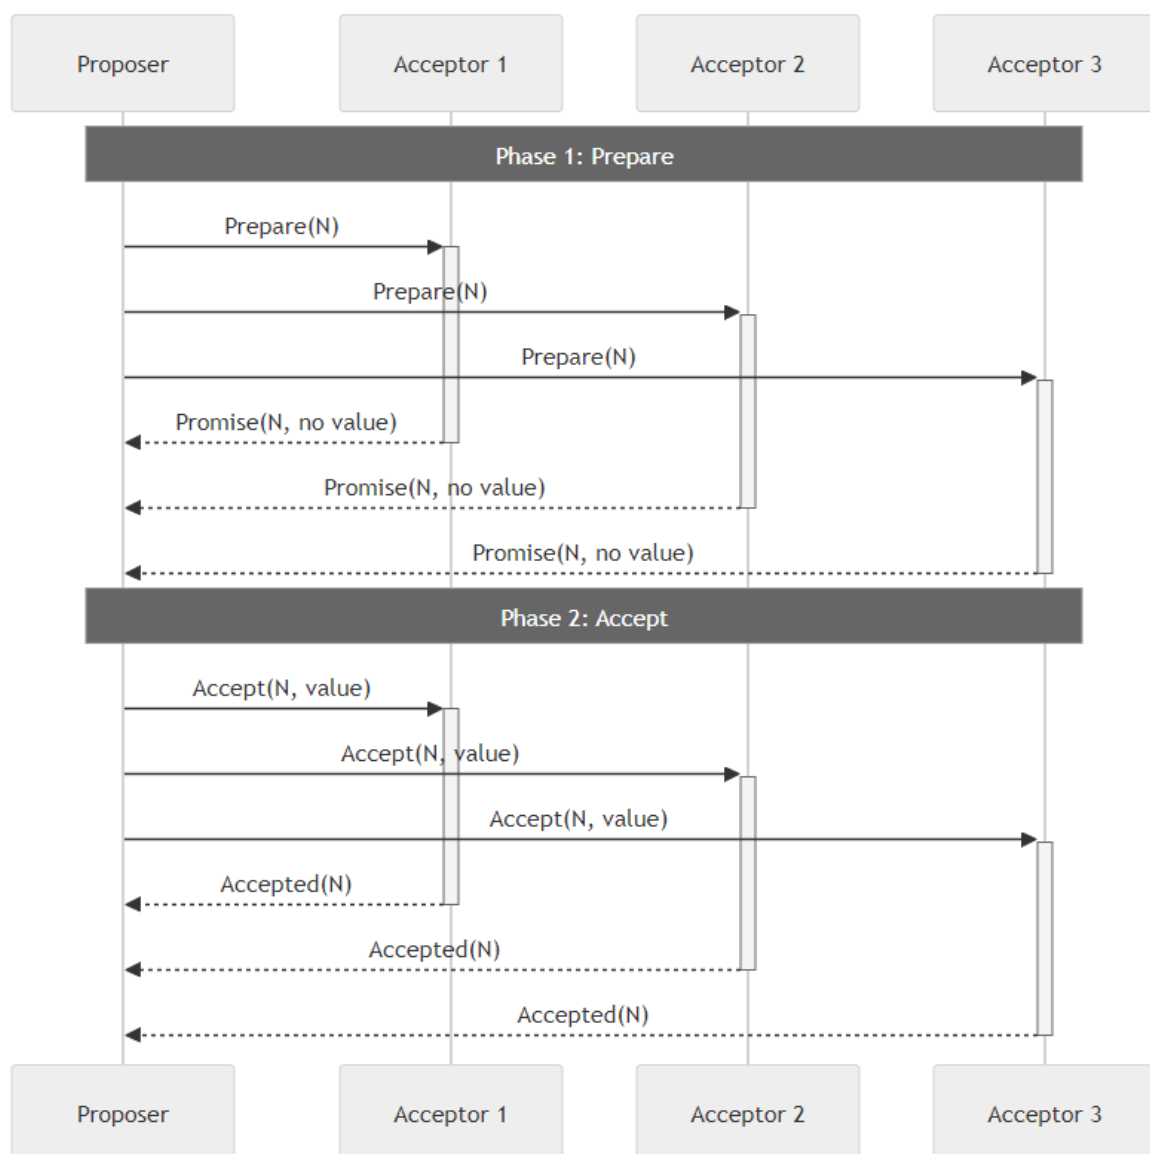 Proposer
Acceptor 1
Acceptor 2
Acceptor 3
Phase 1: Prepare
Prepare(N)
Prepare(N)
Prepare(N)
Promise(N, no value)
Promise(N, no value)
Promise(N, no value)
Phase 2: Accept
Accept(N, value)
Accept(N, value)
Accept(N, value)
Accepted(N)
Accepted(N)
Accepted(N)
Proposer
Acceptor 1
Acceptor 2
Acceptor 3